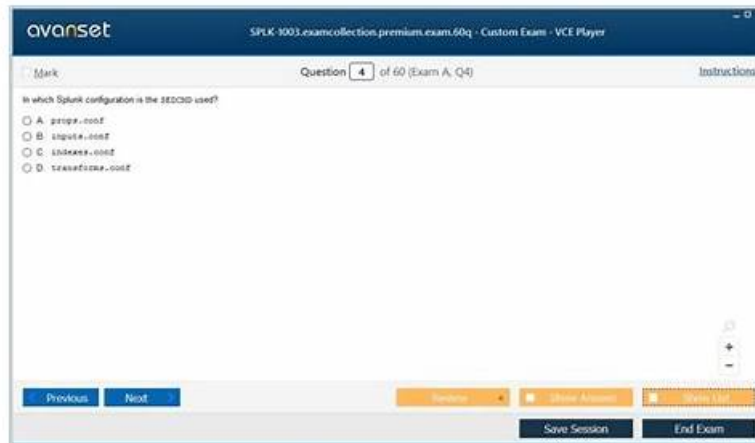 avanset
SPLK-1003.examcollection.premium.exam.60q - Custom Exam - VCE Player
Mark
Question 4 of 60 (Exam A, Q4)
Instructions
In which Splunk configuration is the SEDCMD used?
A. props.conf
B. inputs.conf
C. indexes.conf
D. transforms.conf
Previous
Next
Review
Show Answer
Show List
Save Session
End Exam